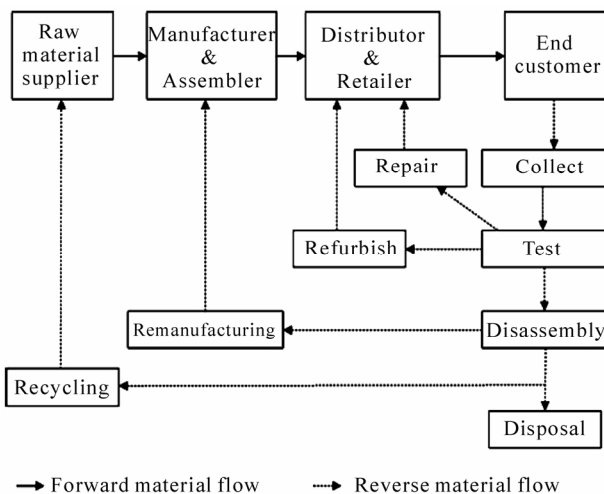 Raw
material
supplier
Manufacturer
&
Assembler
Distributor
&
Retailer
End
customer
Repair
Collect
Refurbish
Test
Remanufacturing
Disassembly
Recycling
Disposal
Forward material flow
Reverse material flow